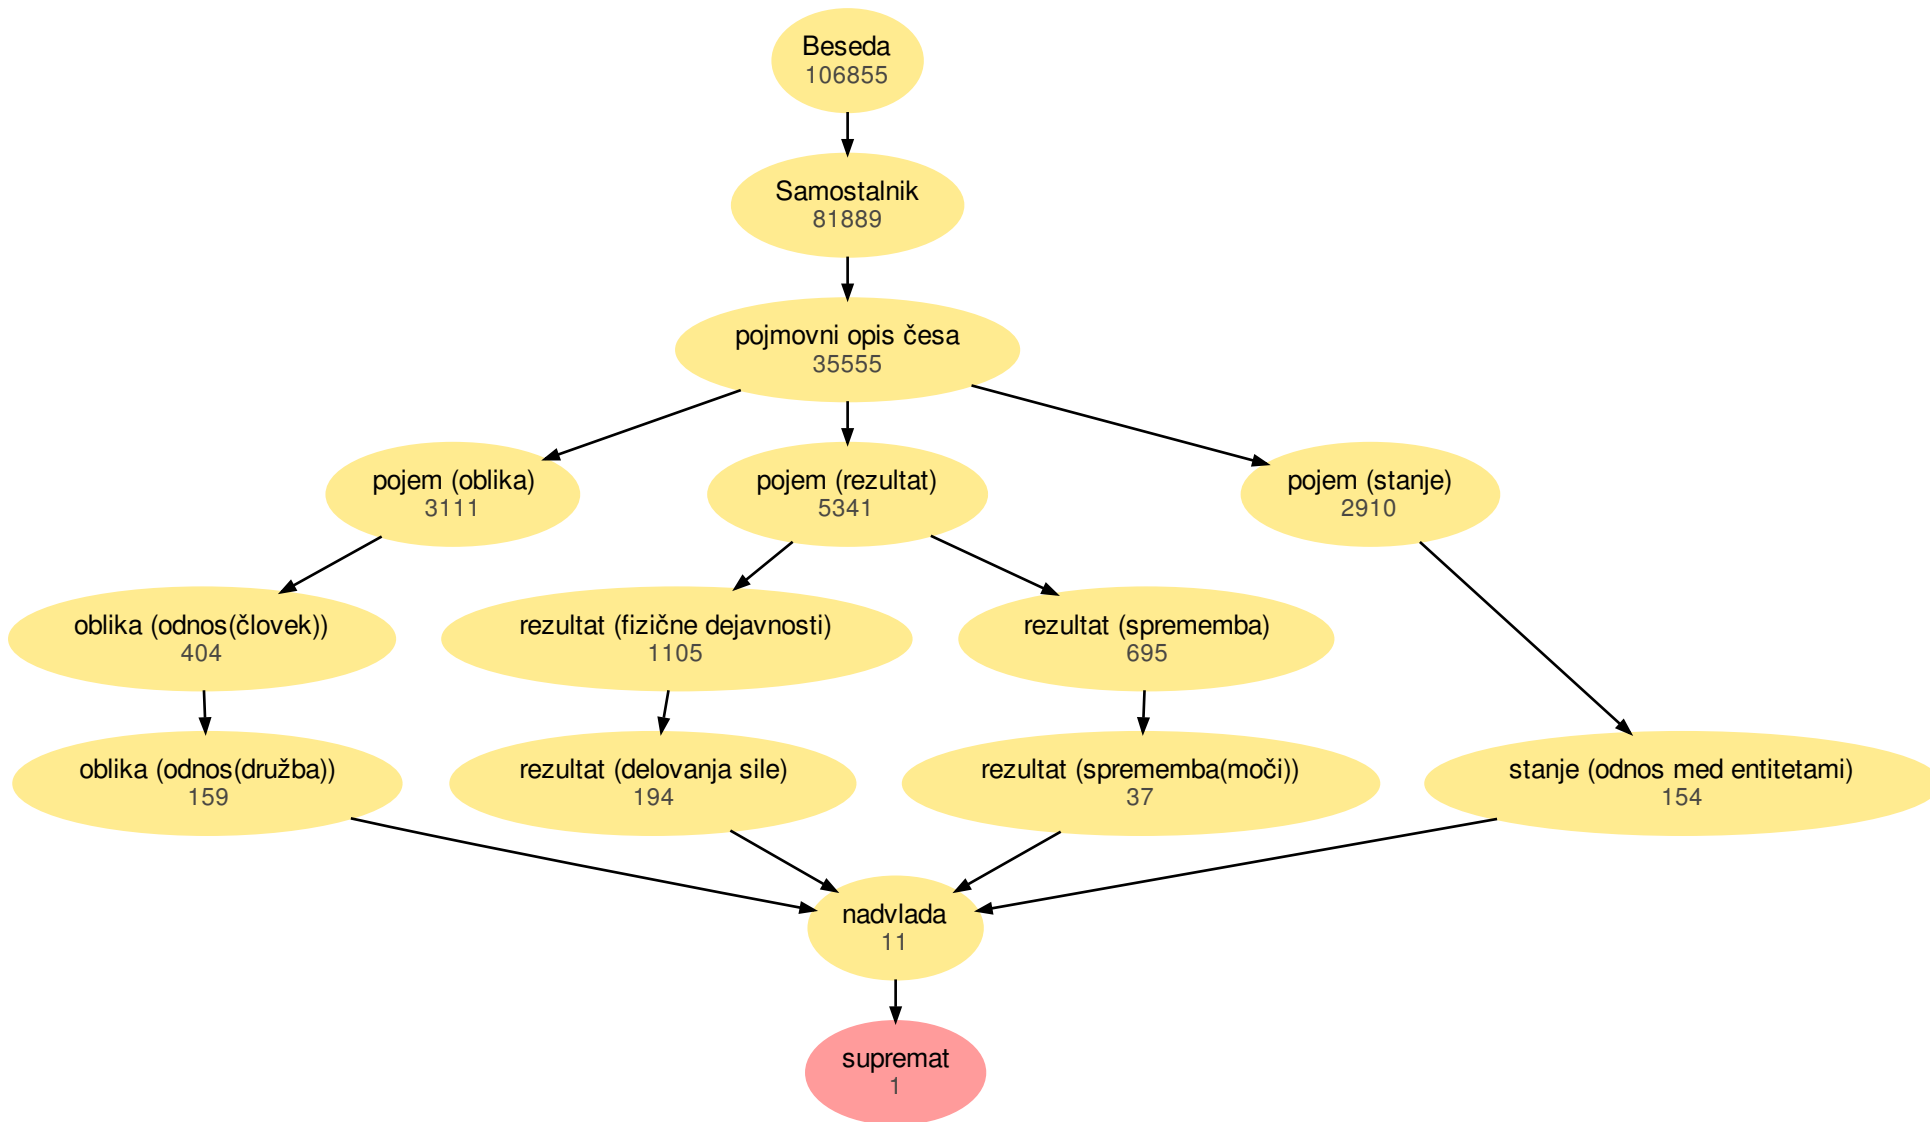 Beseda
106855
Samostalnik
81889
pojmovni opis česa
35555
pojem (oblika)
3111
pojem (rezultat)
5341
pojem (stanje)
2910
oblika (odnos(človek))
404
rezultat (fizične dejavnosti)
1105
rezultat (sprememba)
695
oblika (odnos(družba))
159
rezultat (delovanja sile)
194
rezultat (sprememba(moči))
37
stanje (odnos med entitetami)
154
nadvlada
11
supremat
1